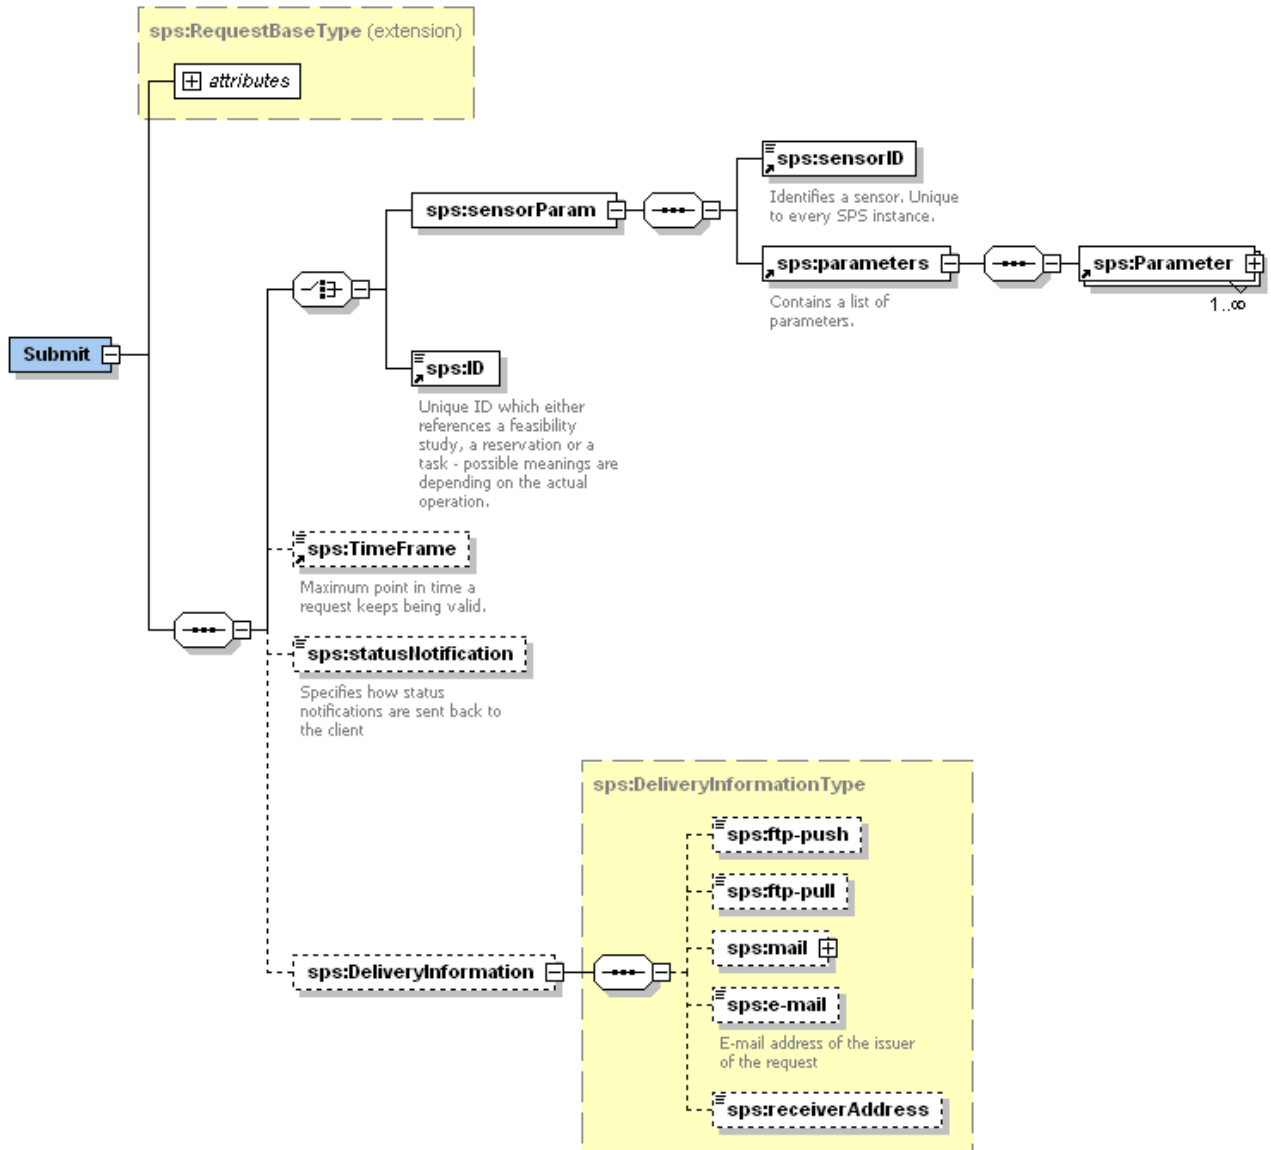 sps:RequestBaseType (extension)
attributes
sps:sensorID
Identifies a sensor. Unique
to every SPS instance.
sps:sensorParam
sps:parameters
Contains a list of
parameters.
sps:Parameter
1..∞
Submit
sps:ID
Unique ID which either
references a feasibility
study, a reservation or a
task - possible meanings are
depending on the actual
operation.
sps:TimeFrame
Maximum point in time a
request keeps being valid.
sps:statusNotification
Specifies how status
notifications are sent back to
the client
sps:DeliveryInformationType
sps:ftp-push
sps:ftp-pull
sps:mail
sps:DeliveryInformation
sps:e-mail
E-mail address of the issuer
of the request
sps:receiverAddress